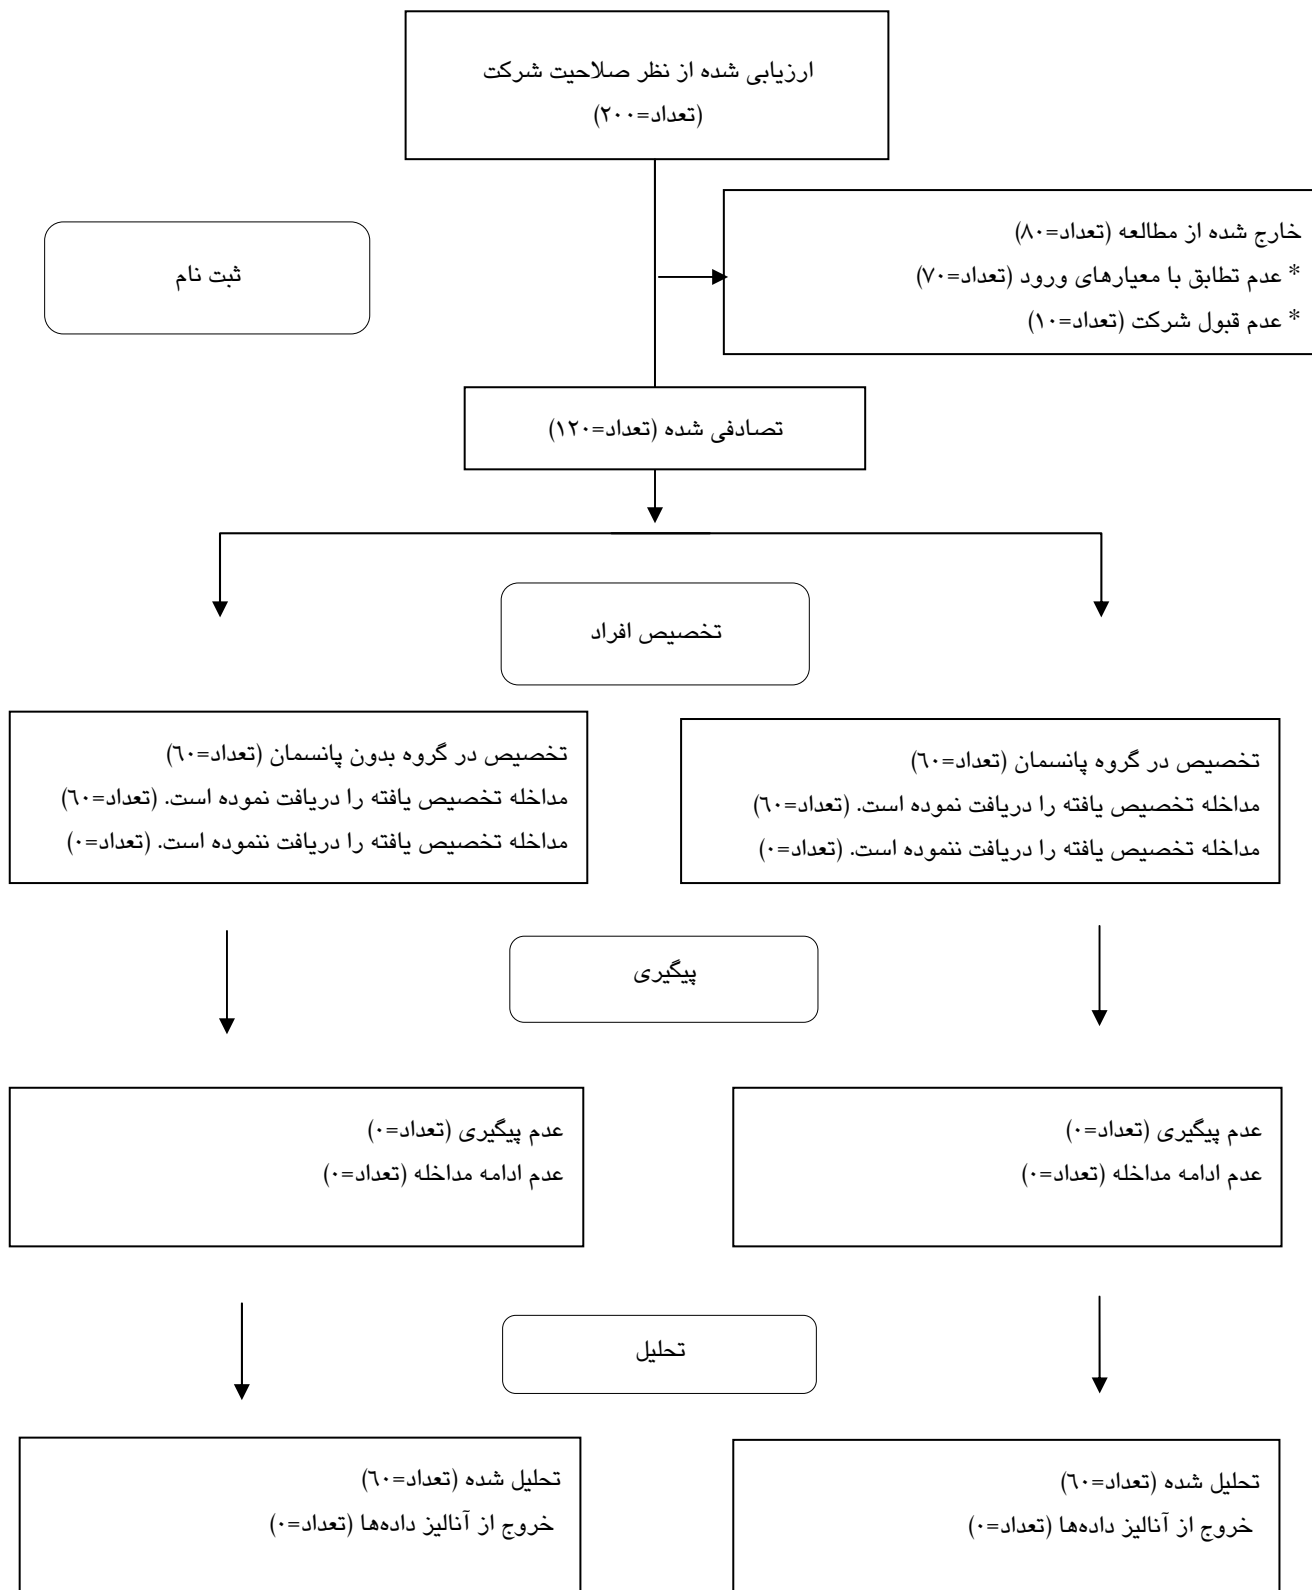 ارزیابی شده از نظر صلاحیت شرکت
(تعداد=۲۰۰)
خارج شده از مطالعه (تعداد=۸۰)
* عدم تطابق با معیارهای ورود (تعداد=۷۰)
* عدم قبول شرکت (تعداد=۱۰)
ثبت نام
تصادفی شده (تعداد=۱۲۰)
تخصیص افراد
تخصیص در گروه پانسمان (تعداد=٦۰)
مداخله تخصیص یافته را دریافت نموده است. (تعداد=٦۰)
مداخله تخصیص یافته را دریافت ننموده است. (تعداد=۰)
تخصیص در گروه بدون پانسمان (تعداد=٦۰)
مداخله تخصیص یافته را دریافت نموده است. (تعداد=٦۰)
مداخله تخصیص یافته را دریافت ننموده است. (تعداد=۰)
پیگیری
عدم پیگیری (تعداد=۰)
عدم ادامه مداخله (تعداد=۰)
عدم پیگیری (تعداد=۰)
عدم ادامه مداخله (تعداد=۰)
تحلیل
تحلیل شده (تعداد=٦۰)
خروج از آنالیز داده‌ها (تعداد=۰)
تحلیل شده (تعداد=٦۰)
خروج از آنالیز داده‌ها (تعداد=۰)